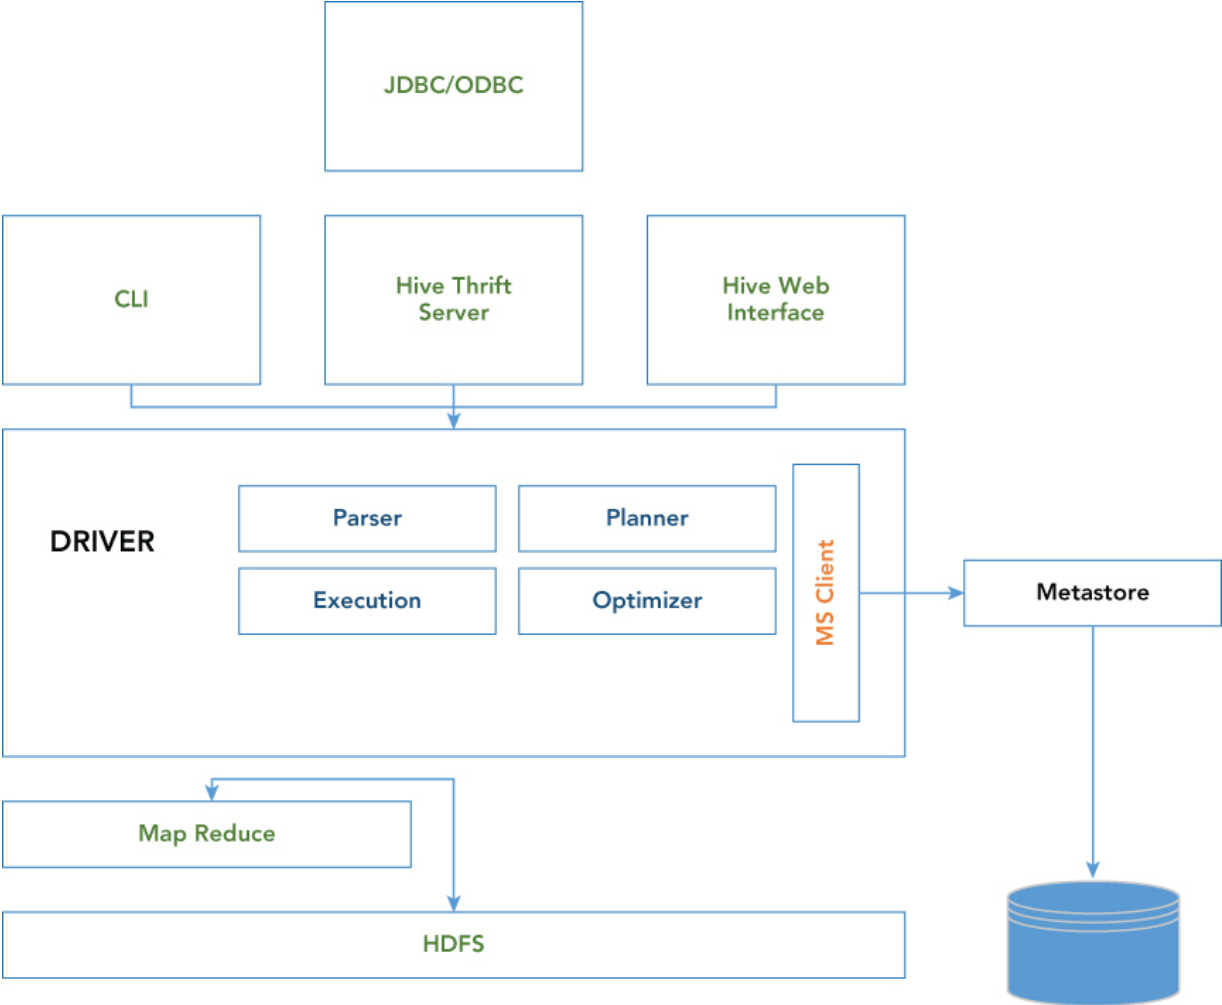 JDBC/ODBC
CLI
Hive Thrift
Server
Hive Web
Interface
DRIVER
Parser
Planner
Execution
Optimizer
MS Client
Metastore
Map Reduce
HDFS